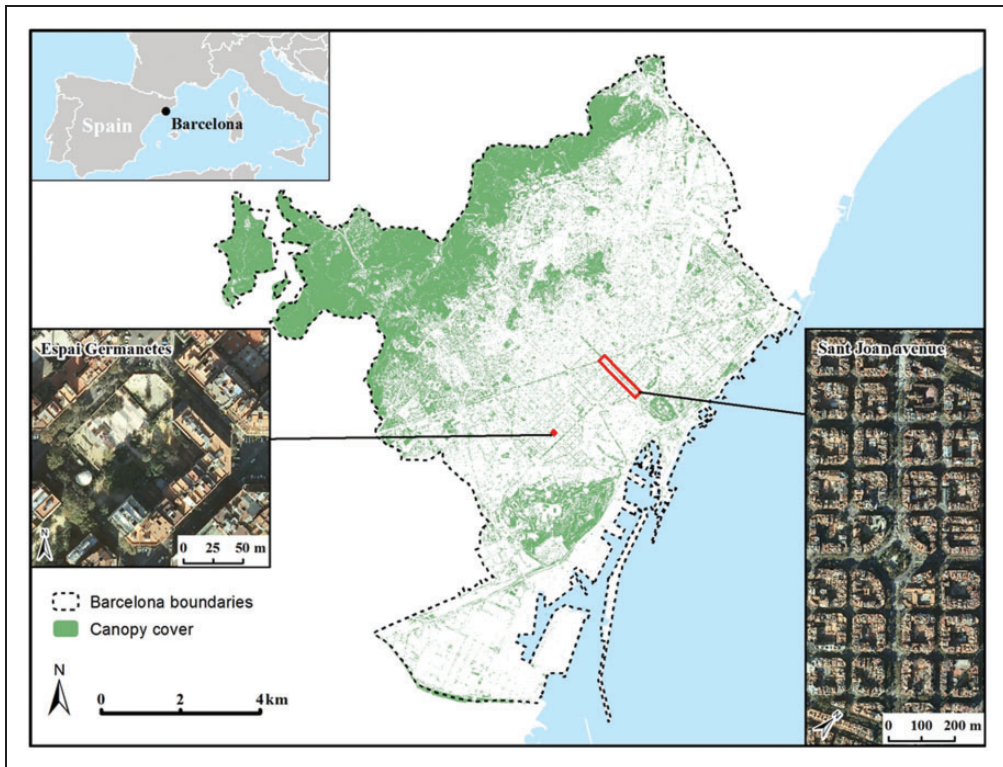 Spain
Barcelona
Espai Germanetes
Sant Joan avenue
N
0 25 50 m
Barcelona boundaries
Canopy cover
N
0 2 4 km
N
0 100 200 m